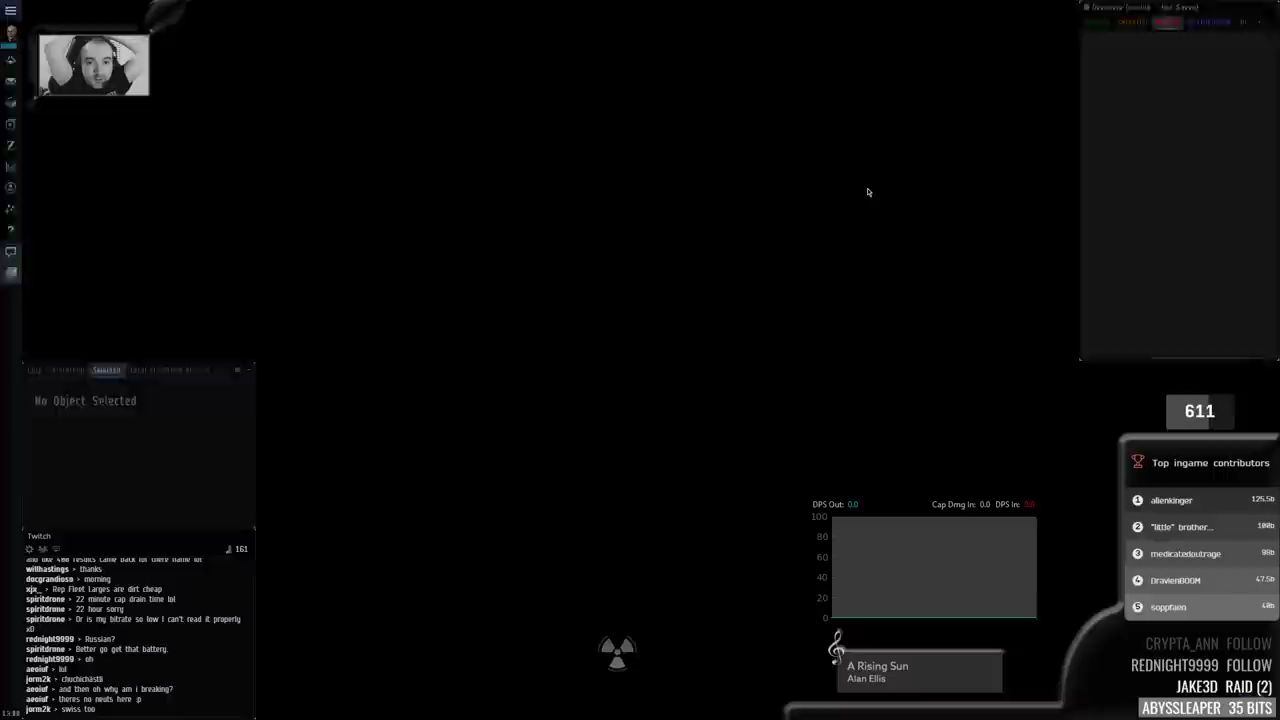 No Object Selected
Twitch
161
willhastings > thanks
docgrandioso > morning
xjx_ > Rep Fleet Larges are dirt cheap
spiritdrone > 22 minute cap drain time lol
spiritdrone > 22 hour sorry
spiritdrone > Or is my bitrate so low I can't read it properly
xD
rednight9999 > Russian?
spiritdrone > Better go get that battery.
rednight9999 > oh
aeoiuf > lul
jorm2k > chuchichästli
aeoiuf > and then oh why am i breaking?
aeoiuf > theres no neuts here :p
jorm2k > swiss too
DPS Out: 0.0
Cap Dmg In: 0.0 DPS In: 0.0
100
80
60
40
20
0
A Rising Sun
Alan Ellis
611
Top ingame contributors
1 alienkinger 125.5b
2 "little" brother... 100b
3 medicatedoutrage
4 DravienBOOM 47.5b
5 soppfaen
CRYPTA_ANN FOLLOW
REDNIGHT9999 FOLLOW
JAKE3D RAID (2)
ABYSSLEAPER 35 BITS